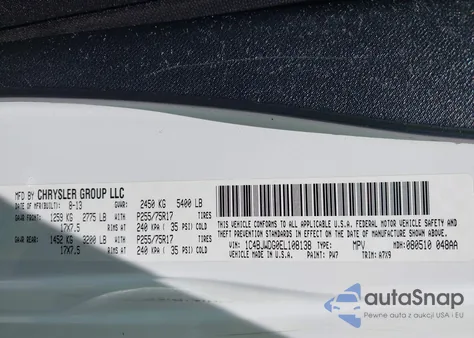 MFD BY CHRYSLER GROUP LLC
DATE OF MFR(BUILT): 8-13 GVWR: 2450 KG 5400 LB
GAWR FRONT: 1259 KG 2775 LB WITH P255/75R17 TIRES
17X7.5 RIMS AT 240 KPA ( 35 PSI) COLD
GAWR REAR: 1452 KG 3200 LB WITH P255/75R17 TIRES
17X7.5 RIMS AT 240 KPA ( 35 PSI) COLD
THIS VEHICLE CONFORMS TO ALL APPLICABLE U.S.A. FEDERAL MOTOR VEHICLE SAFETY AND
THEFT PREVENTION STANDARDS IN EFFECT ON THE DATE OF MANUFACTURE SHOWN ABOVE.
VIN: 1C4BJWDG0EL108138 TYPE: MPV MDH:080510 048AA
VEHICLE MADE IN U.S.A. PAINT: PW7 TRIM: A7X9
autoSnap
Pewne auta z aukcji USA i EU